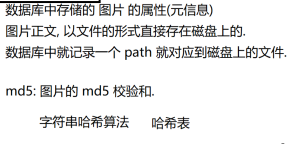 数据库中存储的 图片 的属性(元信息)
图片正文, 以文件的形式直接存在磁盘上的.
数据库中就记录一个 path 就对应到磁盘上的文件.
md5: 图片的 md5 校验和.
字符串哈希算法 哈希表